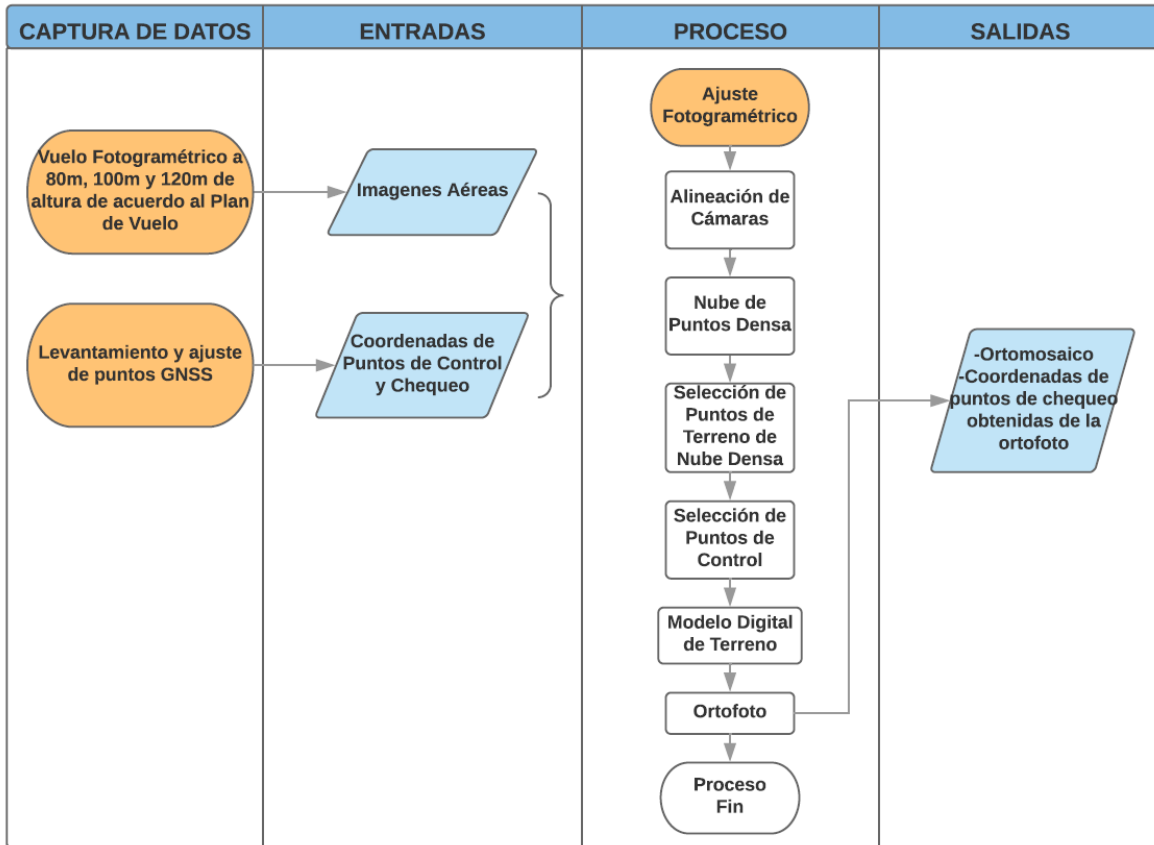 CAPTURA DE DATOS
ENTRADAS
PROCESO
SALIDAS
Vuelo Fotogramétrico a
80m, 100m y 120m de
altura de acuerdo al Plan
de Vuelo
Imagenes Aéreas
Levantamiento y ajuste
de puntos GNSS
Coordenadas de
Puntos de Control
y Chequeo
Ajuste
Fotogramétrico
Alineación de
Cámaras
Nube de
Puntos Densa
Selección de
Puntos de
Terreno de
Nube Densa
Selección de
Puntos de
Control
Modelo Digital
de Terreno
Ortofoto
Proceso
Fin
-Ortomosaico
-Coordenadas de
puntos de chequeo
obtenidas de la
ortofoto